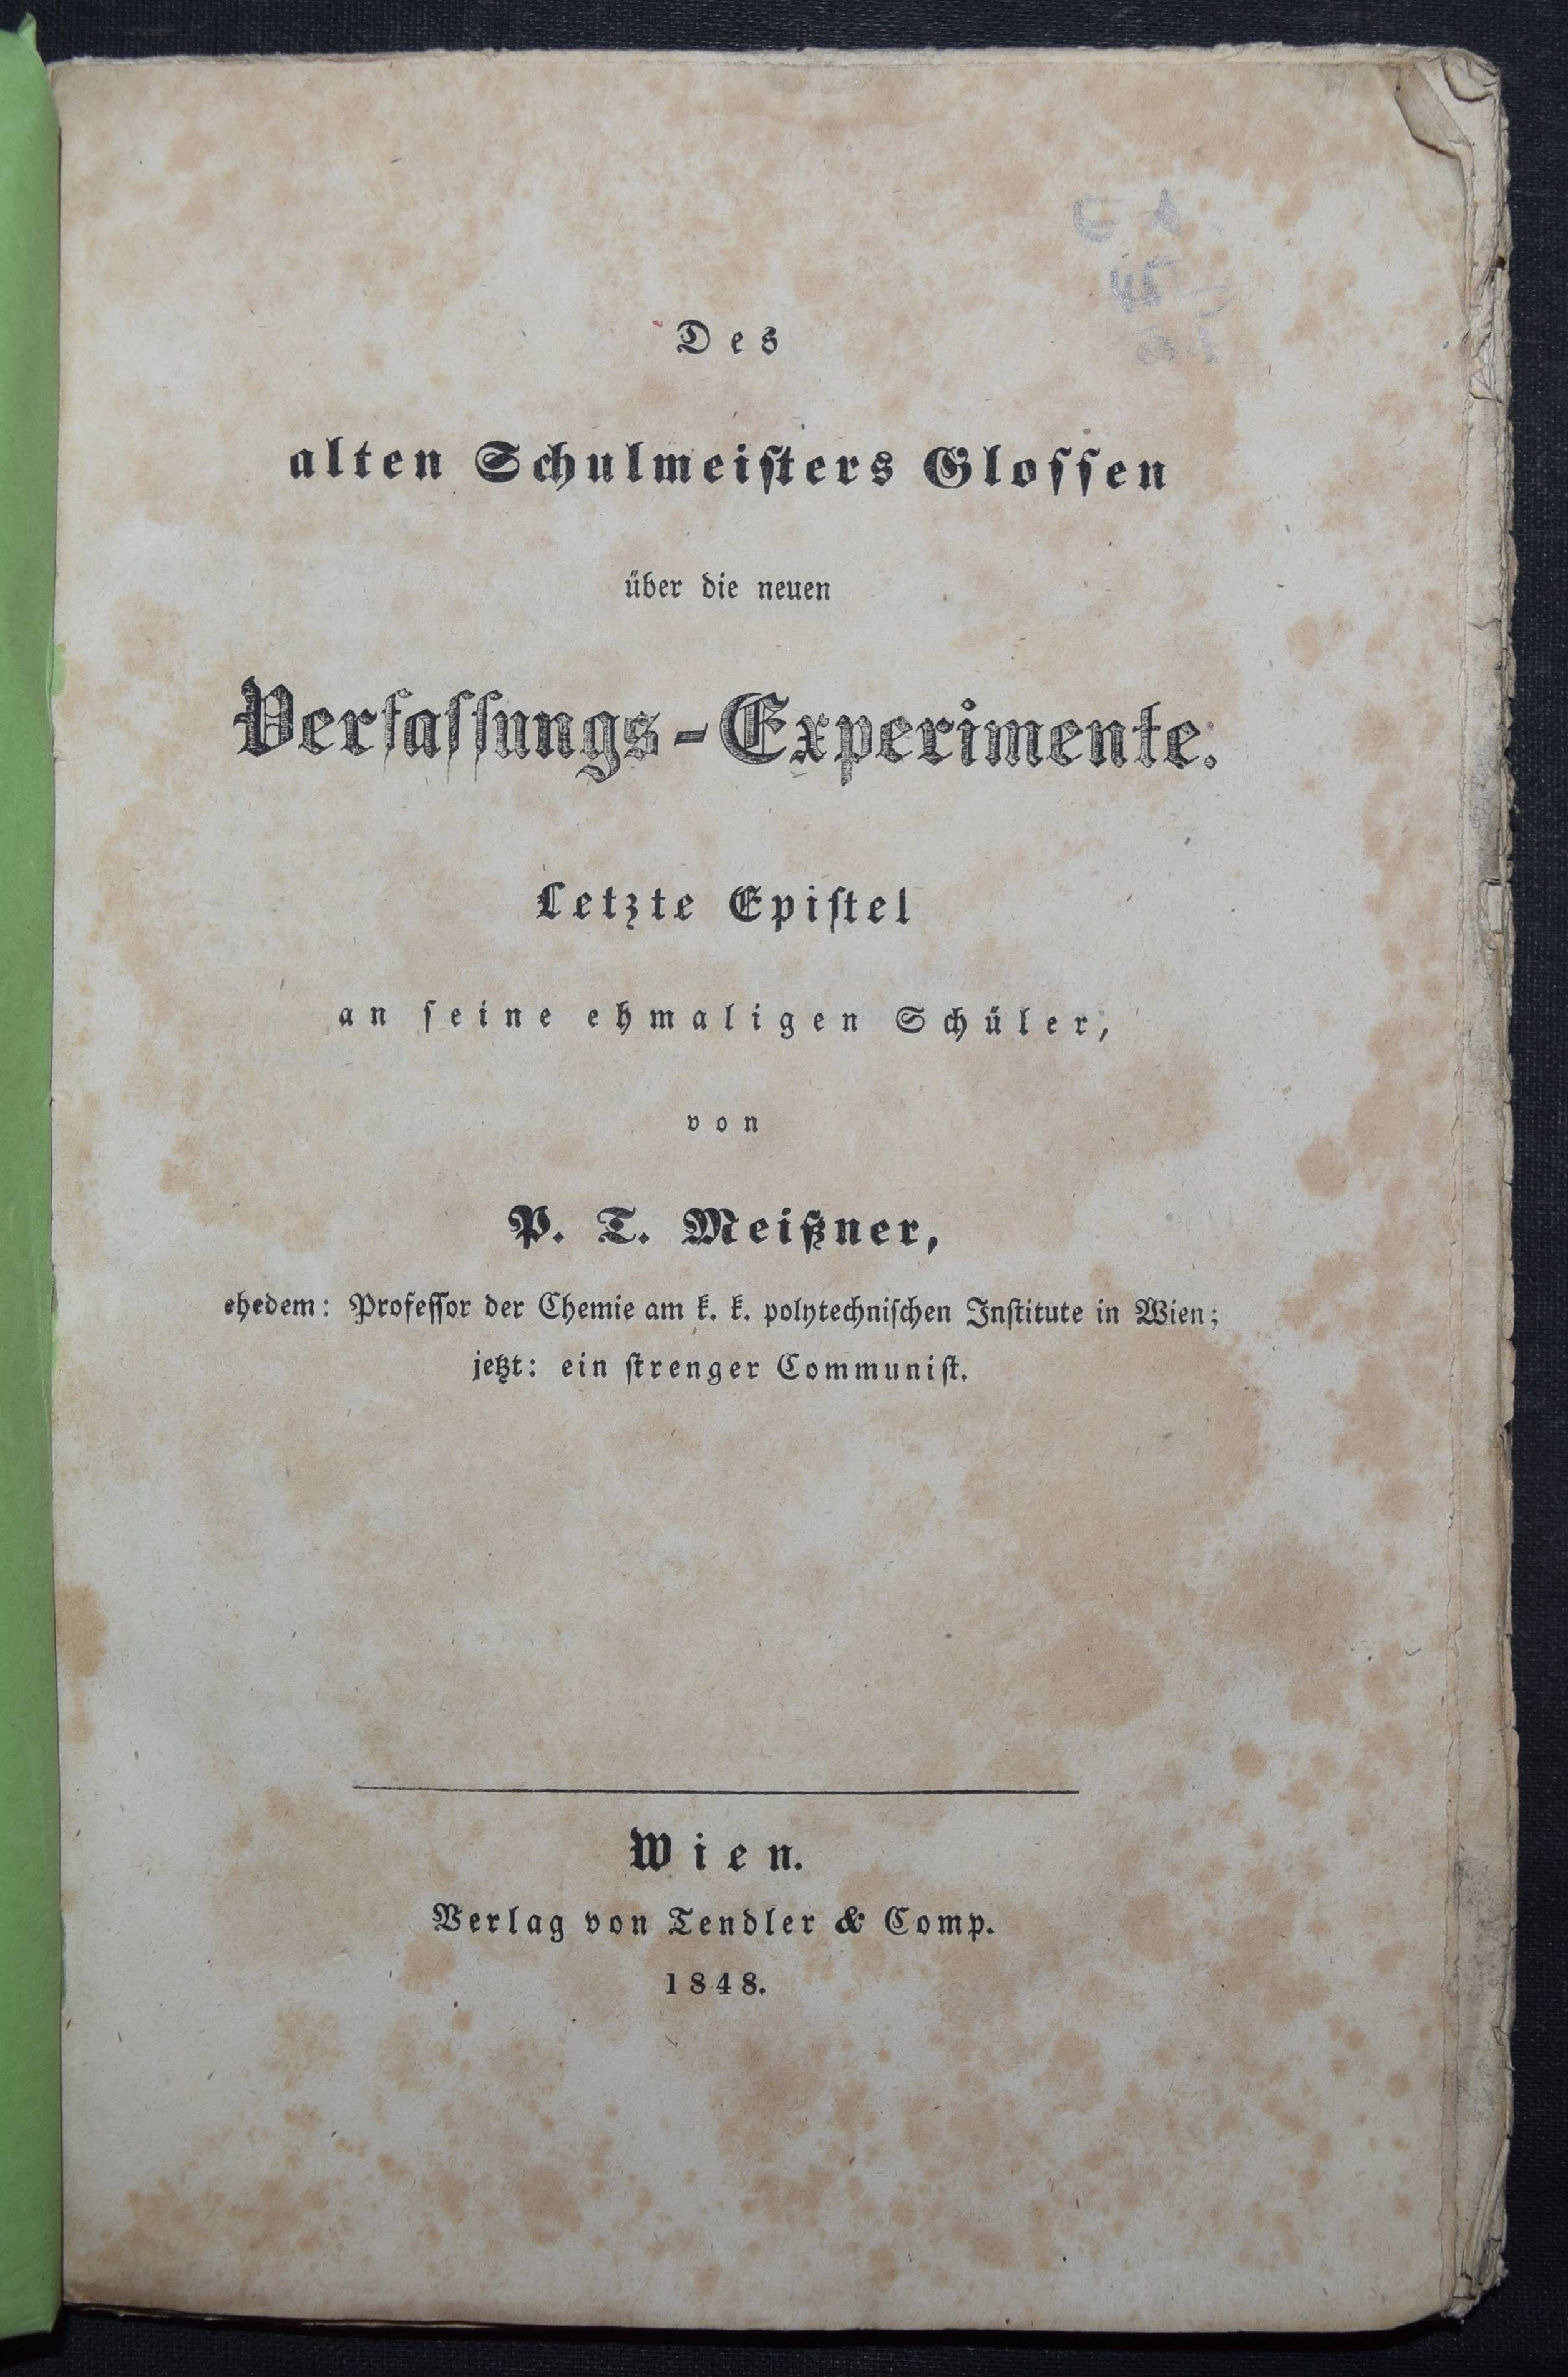 Des
alten Schulmeiſters Gloſſen
über die neuen
Verfaſſungs-Experimente.
Letzte Epiſtel
an ſeine ehmaligen Schüler,
von
P. T. Meißner,
ehedem: Profeſſor der Chemie am k. k. polytechniſchen Inſtitute in Wien;
jetzt: ein ſtrenger Communiſt.
Wien.
Verlag von Tendler & Comp.
1848.